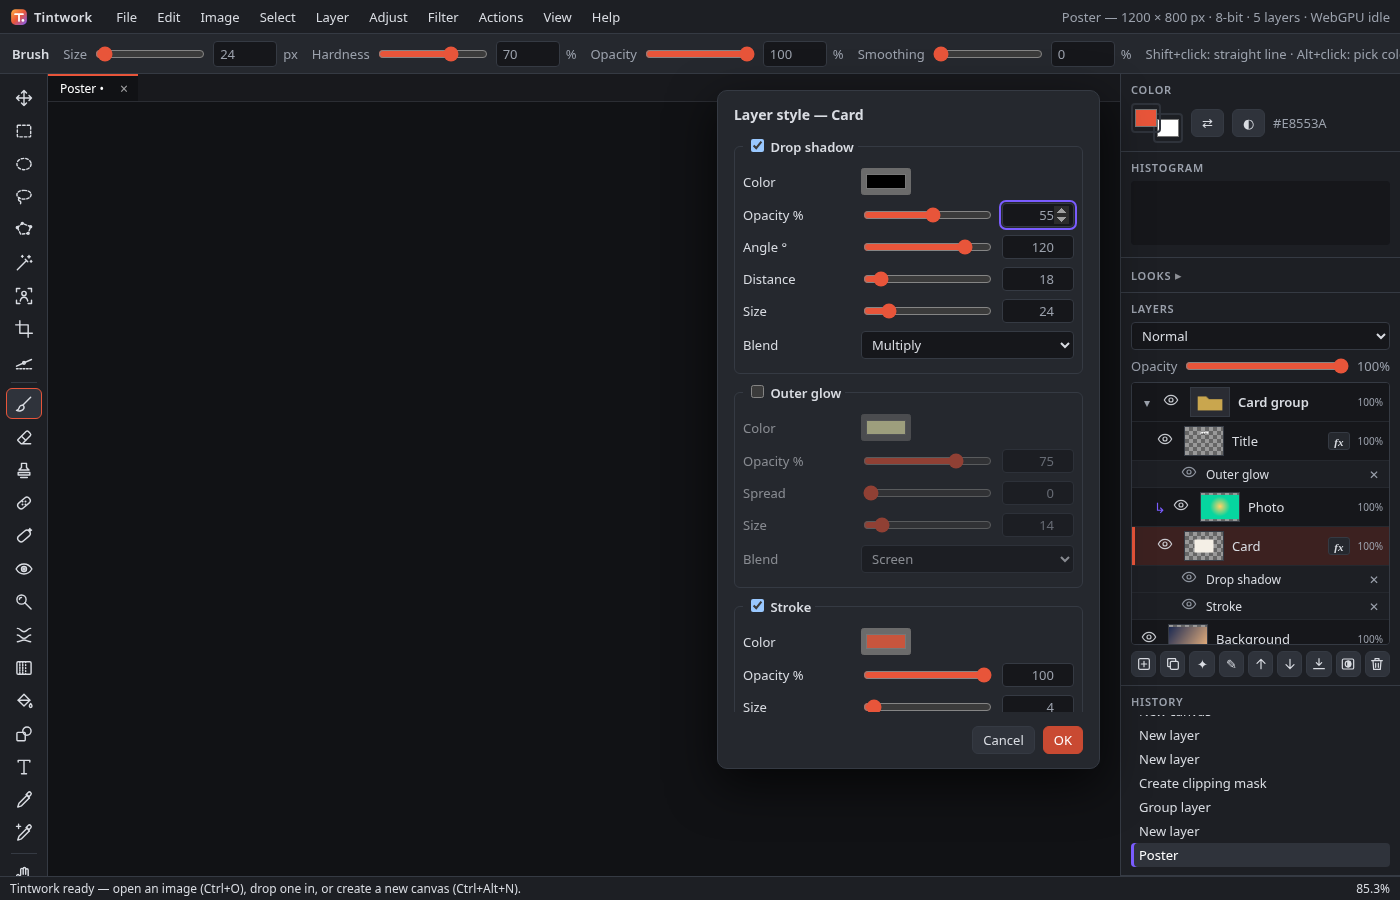 Tintwork File Edit Image Select Layer Adjust Filter Actions View Help Poster — 1200 × 800 px · 8-bit · 5 layers · WebGPU idle
Brush Size 24 px Hardness 70 % Opacity 100 % Smoothing 0 % Shift+click: straight line · Alt+click: pick col
Poster • ×
Layer style — Card
Drop shadow
Color
Opacity % 55
Angle ° 120
Distance 18
Size 24
Blend Multiply
Outer glow
Color
Opacity % 75
Spread 0
Size 14
Blend Screen
Stroke
Color
Opacity % 100
Size 4
Cancel OK
COLOR
#E8553A
HISTOGRAM
LOOKS ▸
LAYERS
Normal
Opacity 100%
Card group 100%
Title fx 100%
Outer glow ×
Photo 100%
Card fx 100%
Drop shadow ×
Stroke ×
Background 100%
HISTORY
New layer
New layer
Create clipping mask
Group layer
New layer
Poster
Tintwork ready — open an image (Ctrl+O), drop one in, or create a new canvas (Ctrl+Alt+N). 85.3%